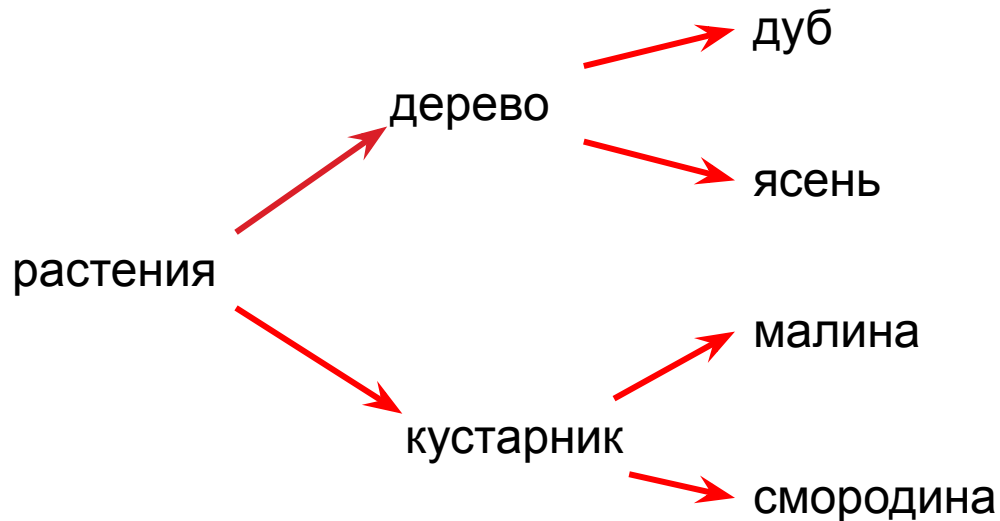 дуб
дерево
ясень
растения
малина
кустарник
смородина